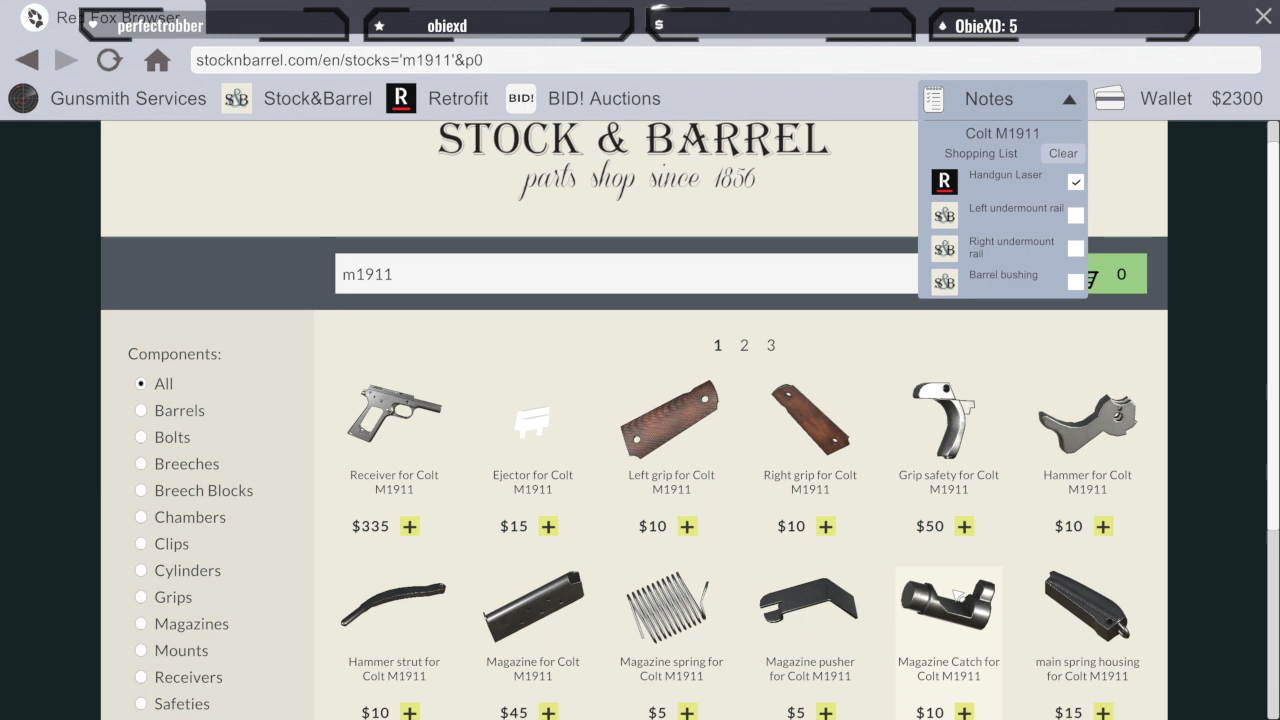 Red Fox Browser
perfectrobber
obiexd
$
ObieXD: 5
stocknbarrel.com/en/stocks='m1911'&p0
Gunsmith Services
S&B
Stock&Barrel
R
Retrofit
BID!
BID! Auctions
Notes
Wallet
$2300
Colt M1911
Shopping List
Clear
R
Handgun Laser
S&B
Left undermount rail
S&B
Right undermount
rail
S&B
Barrel bushing
STOCK & BARREL
parts shop since 1856
m1911
0
Components:
All
Barrels
Bolts
Breeches
Breech Blocks
Chambers
Clips
Cylinders
Grips
Magazines
Mounts
Receivers
Safeties
1 2 3
Receiver for Colt
M1911
$335 +
Ejector for Colt
M1911
$15 +
Left grip for Colt
M1911
$10 +
Right grip for Colt
M1911
$10 +
Grip safety for Colt
M1911
$50 +
Hammer for Colt
M1911
$10 +
Hammer strut for
Colt M1911
$10 +
Magazine for Colt
M1911
$45 +
Magazine spring for
Colt M1911
$5 +
Magazine pusher
for Colt M1911
$5 +
Magazine Catch for
Colt M1911
$10 +
main spring housing
for Colt M1911
$15 +